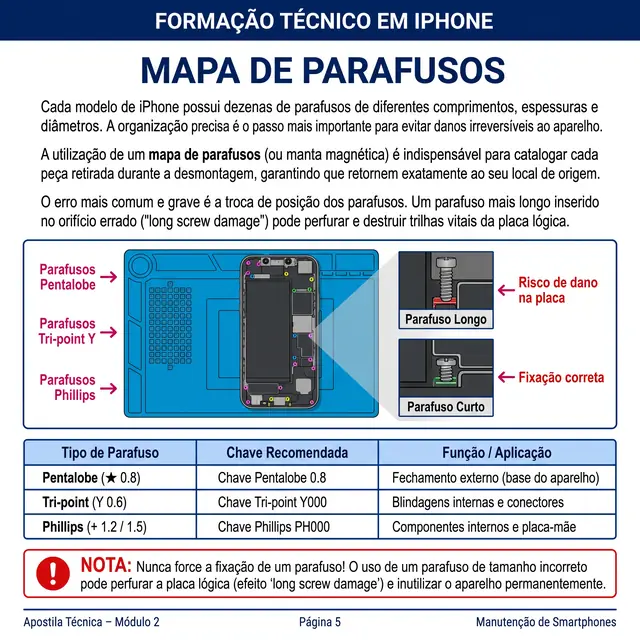 FORMAÇÃO TÉCNICO EM IPHONE
MAPA DE PARAFUSOS
Cada modelo de iPhone possui dezenas de parafusos de diferentes comprimentos, espessuras e
diâmetros. A organização precisa é o passo mais importante para evitar danos irreversíveis ao aparelho.
A utilização de um mapa de parafusos (ou manta magnética) é indispensável para catalogar cada
peça retirada durante a desmontagem, garantindo que retornem exatamente ao seu local de origem.
O erro mais comum e grave é a troca de posição dos parafusos. Um parafuso mais longo inserido
no orifício errado ("long screw damage") pode perfurar e destruir trilhas vitais da placa lógica.
Parafusos
Pentalobe
Parafusos
Tri-point Y
Parafusos
Phillips
Risco de dano
na placa
Parafuso Longo
Fixação correta
Parafuso Curto
Tipo de Parafuso Chave Recomendada Função / Aplicação
Pentalobe (★ 0.8) Chave Pentalobe 0.8 Fechamento externo (base do aparelho)
Tri-point (Y 0.6) Chave Tri-point Y000 Blindagens internas e conectores
Phillips (+ 1.2 / 1.5) Chave Phillips PH000 Componentes internos e placa-mãe
! NOTA: Nunca force a fixação de um parafuso! O uso de um parafuso de tamanho incorreto
pode perfurar a placa lógica (efeito 'long screw damage') e inutilizar o aparelho permanentemente.
Apostila Técnica – Módulo 2 Página 5 Manutenção de Smartphones